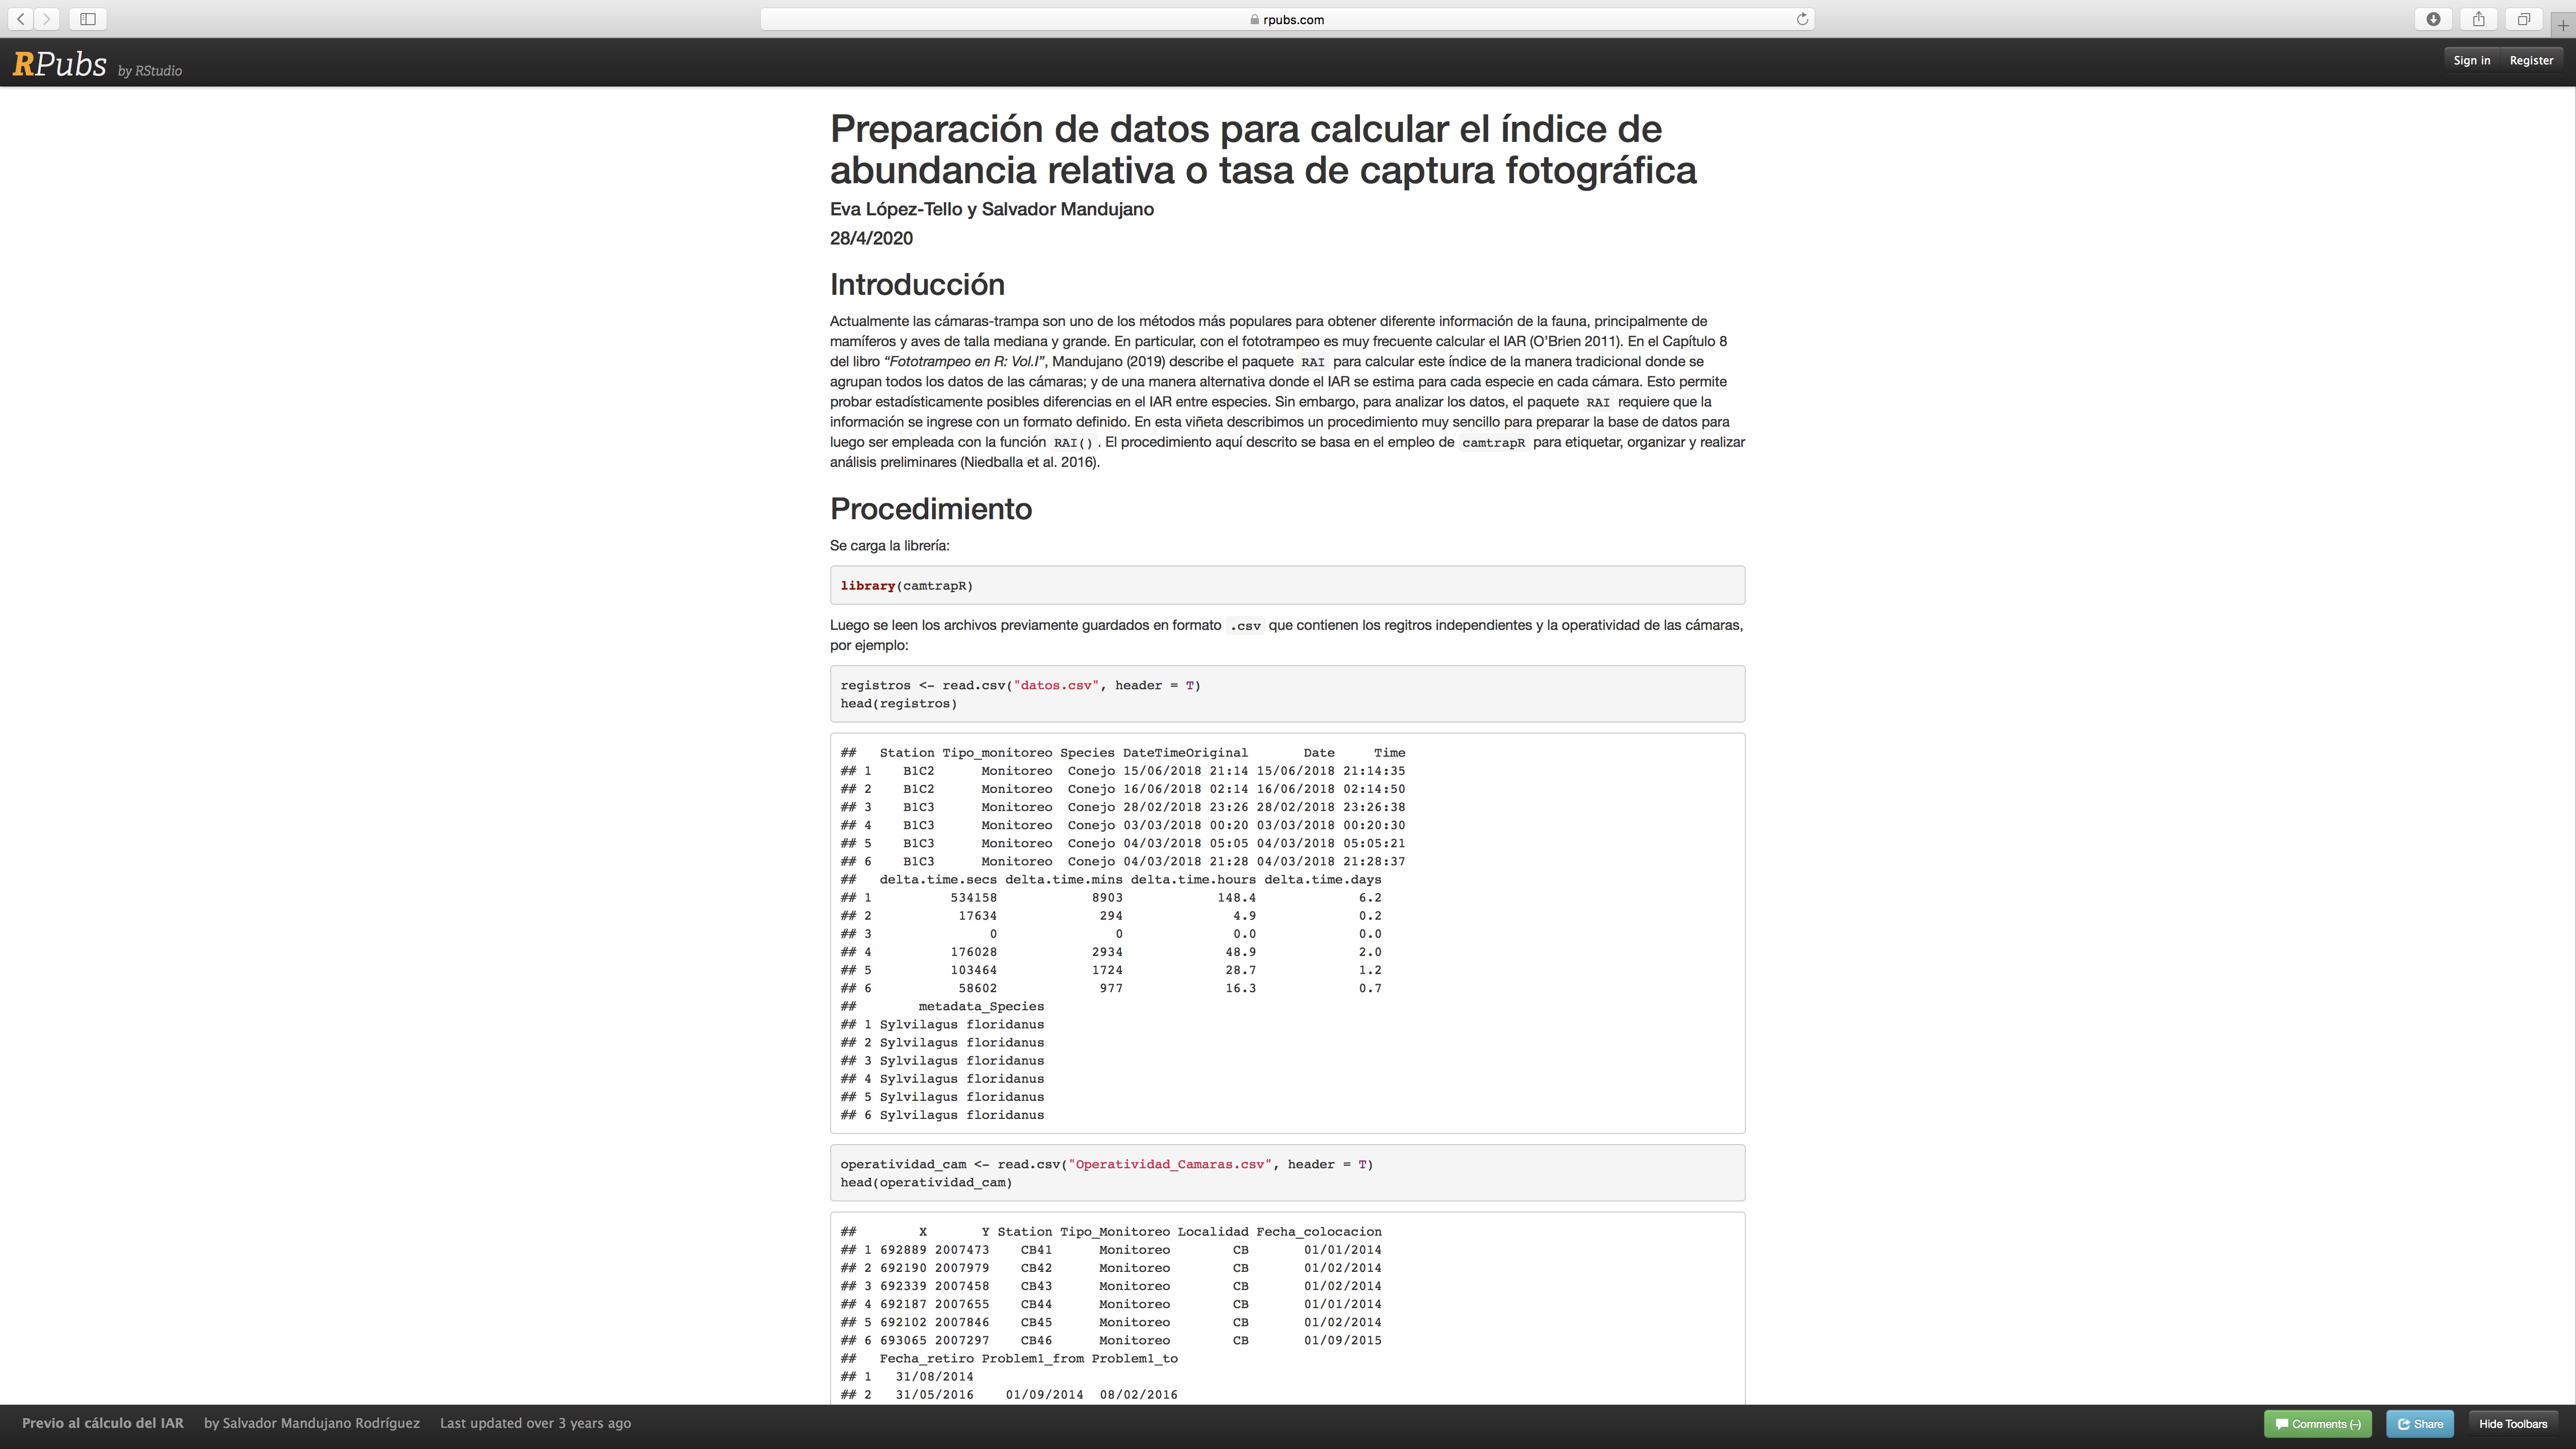 rpubs.com
RPubs by RStudio
Sign in Register
Preparación de datos para calcular el índice de
abundancia relativa o tasa de captura fotográfica
Eva López-Tello y Salvador Mandujano
28/4/2020
Introducción
Actualmente las cámaras-trampa son uno de los métodos más populares para obtener diferente información de la fauna, principalmente de
mamíferos y aves de talla mediana y grande. En particular, con el fototrampeo es muy frecuente calcular el IAR (O'Brien 2011). En el Capítulo 8
del libro “Fototrampeo en R: Vol.I”, Mandujano (2019) describe el paquete RAI para calcular este índice de la manera tradicional donde se
agrupan todos los datos de las cámaras; y de una manera alternativa donde el IAR se estima para cada especie en cada cámara. Esto permite
probar estadísticamente posibles diferencias en el IAR entre especies. Sin embargo, para analizar los datos, el paquete RAI requiere que la
información se ingrese con un formato definido. En esta viñeta describimos un procedimiento muy sencillo para preparar la base de datos para
luego ser empleada con la función RAI() . El procedimiento aquí descrito se basa en el empleo de camtrapR para etiquetar, organizar y realizar
análisis preliminares (Niedballa et al. 2016).
Procedimiento
Se carga la librería:
library(camtrapR)
Luego se leen los archivos previamente guardados en formato .csv que contienen los regitros independientes y la operatividad de las cámaras,
por ejemplo:
registros <- read.csv("datos.csv", header = T)
head(registros)
##   Station Tipo_monitoreo Species DateTimeOriginal       Date     Time
## 1    B1C2      Monitoreo  Conejo 15/06/2018 21:14 15/06/2018 21:14:35
## 2    B1C2      Monitoreo  Conejo 16/06/2018 02:14 16/06/2018 02:14:50
## 3    B1C3      Monitoreo  Conejo 28/02/2018 23:26 28/02/2018 23:26:38
## 4    B1C3      Monitoreo  Conejo 03/03/2018 00:20 03/03/2018 00:20:30
## 5    B1C3      Monitoreo  Conejo 04/03/2018 05:05 04/03/2018 05:05:21
## 6    B1C3      Monitoreo  Conejo 04/03/2018 21:28 04/03/2018 21:28:37
##   delta.time.secs delta.time.mins delta.time.hours delta.time.days
## 1          534158            8903            148.4             6.2
## 2           17634             294              4.9             0.2
## 3               0               0              0.0             0.0
## 4          176028            2934             48.9             2.0
## 5          103464            1724             28.7             1.2
## 6           58602             977             16.3             0.7
##        metadata_Species
## 1 Sylvilagus floridanus
## 2 Sylvilagus floridanus
## 3 Sylvilagus floridanus
## 4 Sylvilagus floridanus
## 5 Sylvilagus floridanus
## 6 Sylvilagus floridanus
operatividad_cam <- read.csv("Operatividad_Camaras.csv", header = T)
head(operatividad_cam)
##        X       Y Station Tipo_Monitoreo Localidad Fecha_colocacion
## 1 692889 2007473    CB41      Monitoreo        CB       01/01/2014
## 2 692190 2007979    CB42      Monitoreo        CB       01/02/2014
## 3 692339 2007458    CB43      Monitoreo        CB       01/02/2014
## 4 692187 2007655    CB44      Monitoreo        CB       01/01/2014
## 5 692102 2007846    CB45      Monitoreo        CB       01/02/2014
## 6 693065 2007297    CB46      Monitoreo        CB       01/09/2015
##   Fecha_retiro Problem1_from Problem1_to
## 1   31/08/2014
## 2   31/05/2016    01/09/2014  08/02/2016
Previo al cálculo del IAR by Salvador Mandujano Rodríguez Last updated over 3 years ago
Comments (–) Share Hide Toolbars